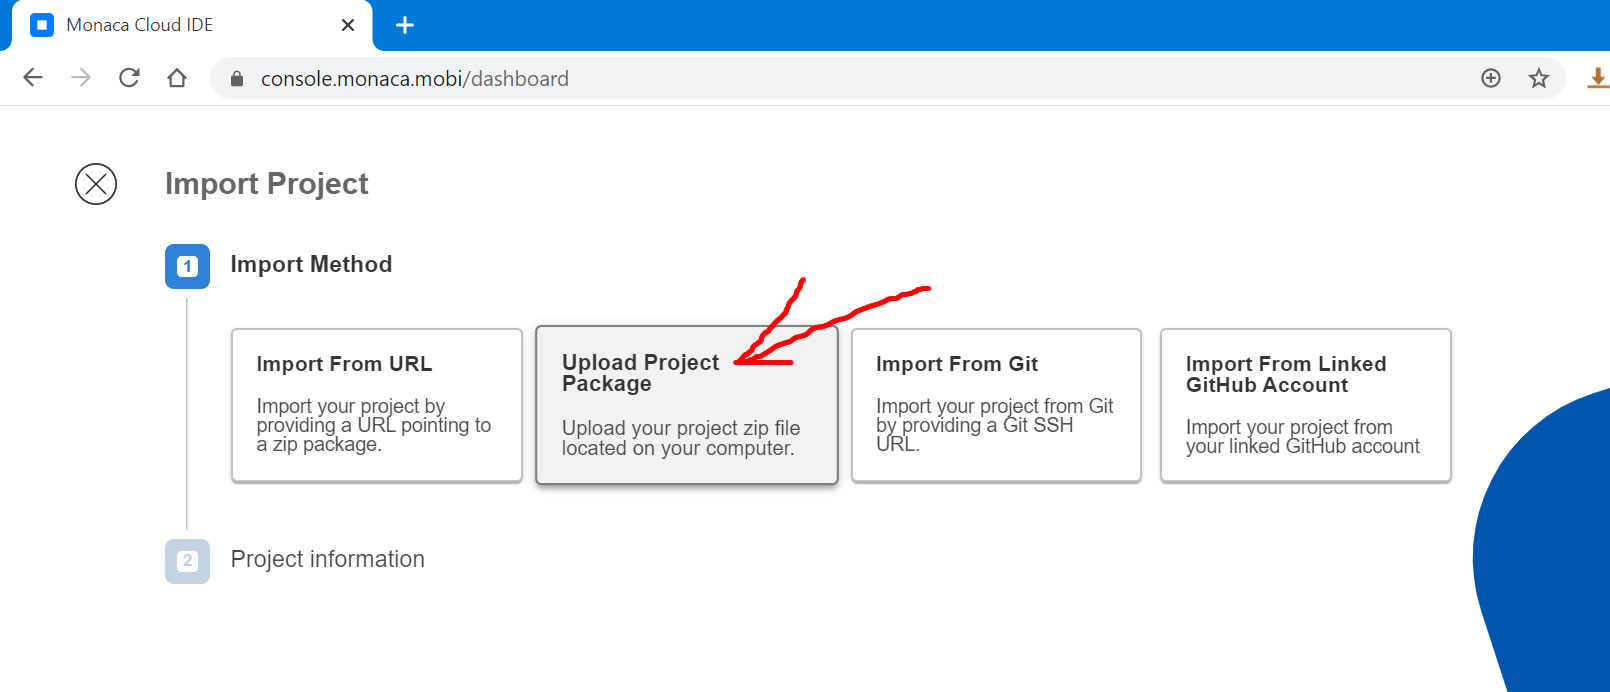 Monaca Cloud IDE
console.monaca.mobi/dashboard
Import Project
1
Import Method
Import From URL
Import your project by
providing a URL pointing to
a zip package.
Upload Project
Package
Upload your project zip file
located on your computer.
Import From Git
Import your project from Git
by providing a Git SSH
URL.
Import From Linked
GitHub Account
Import your project from
your linked GitHub account
2
Project information